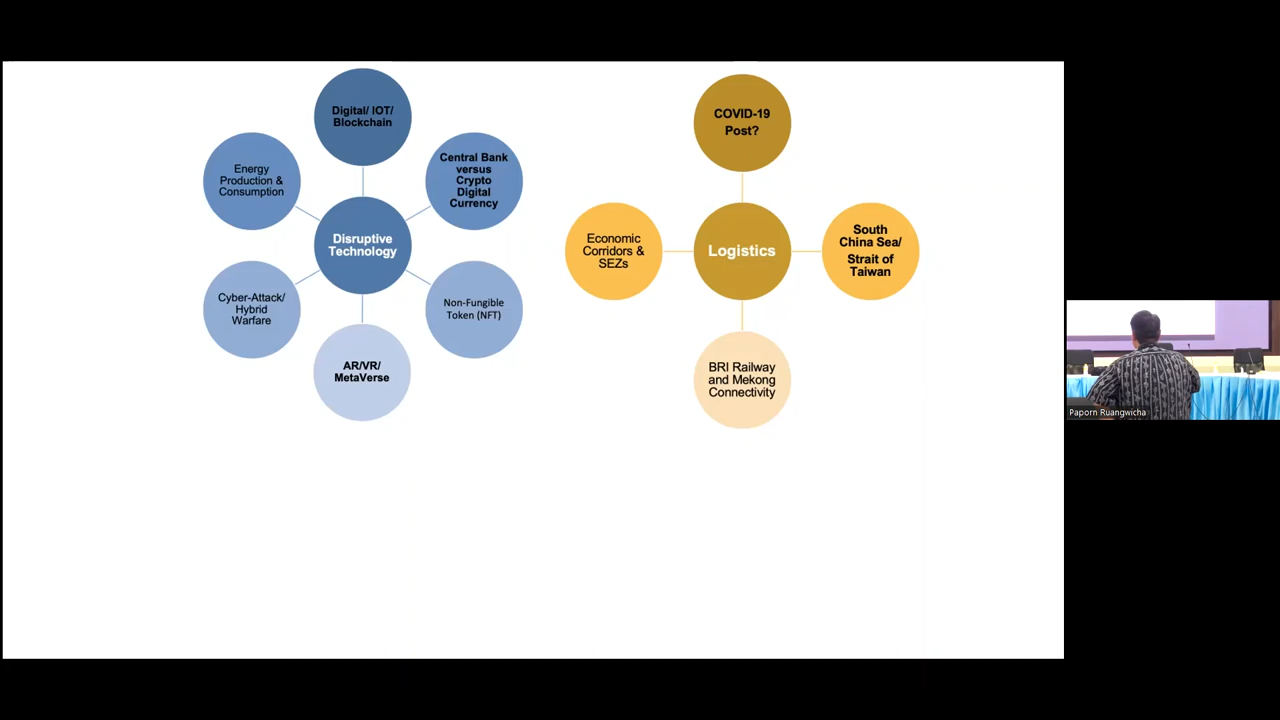 Digital/ IOT/
Blockchain
Energy
Production &
Consumption
Central Bank
versus
Crypto
Digital
Currency
Disruptive
Technology
Cyber-Attack/
Hybrid
Warfare
Non-Fungible
Token (NFT)
AR/VR/
MetaVerse
COVID-19
Post?
Economic
Corridors &
SEZs
Logistics
South
China Sea/
Strait of
Taiwan
BRI Railway
and Mekong
Connectivity
Paporn Ruangwicha